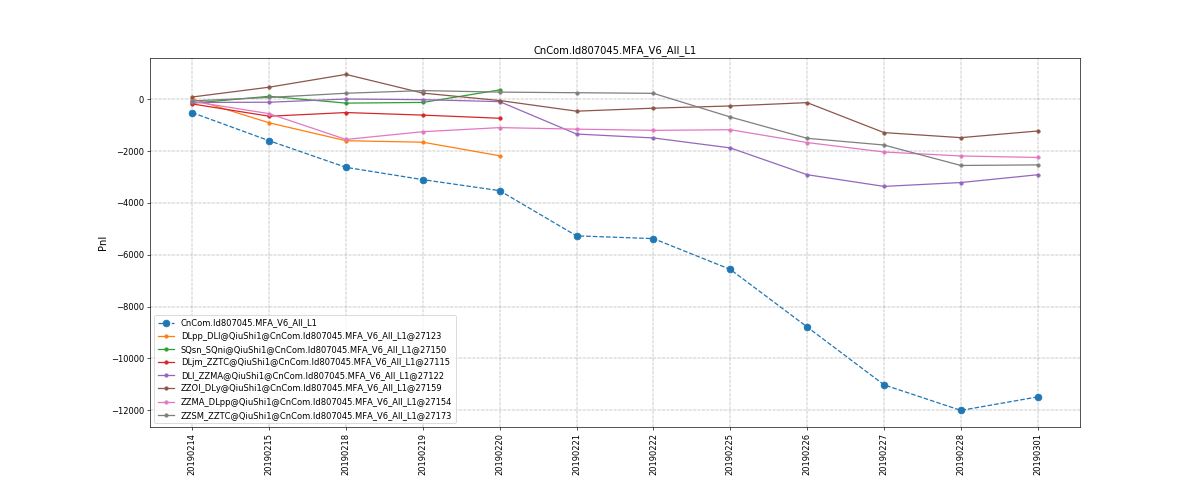 CnCom.Id807045.MFA_V6_All_L1
0
−2000
−4000
−6000
−8000
−10000
−12000
Pnl
CnCom.Id807045.MFA_V6_All_L1
DLpp_DLl@QiuShi1@CnCom.Id807045.MFA_V6_All_L1@27123
SQsn_SQni@QiuShi1@CnCom.Id807045.MFA_V6_All_L1@27150
DLjm_ZZTC@QiuShi1@CnCom.Id807045.MFA_V6_All_L1@27115
DLl_ZZMA@QiuShi1@CnCom.Id807045.MFA_V6_All_L1@27122
ZZOI_DLy@QiuShi1@CnCom.Id807045.MFA_V6_All_L1@27159
ZZMA_DLpp@QiuShi1@CnCom.Id807045.MFA_V6_All_L1@27154
ZZSM_ZZTC@QiuShi1@CnCom.Id807045.MFA_V6_All_L1@27173
20190214
20190215
20190218
20190219
20190220
20190221
20190222
20190225
20190226
20190227
20190228
20190301